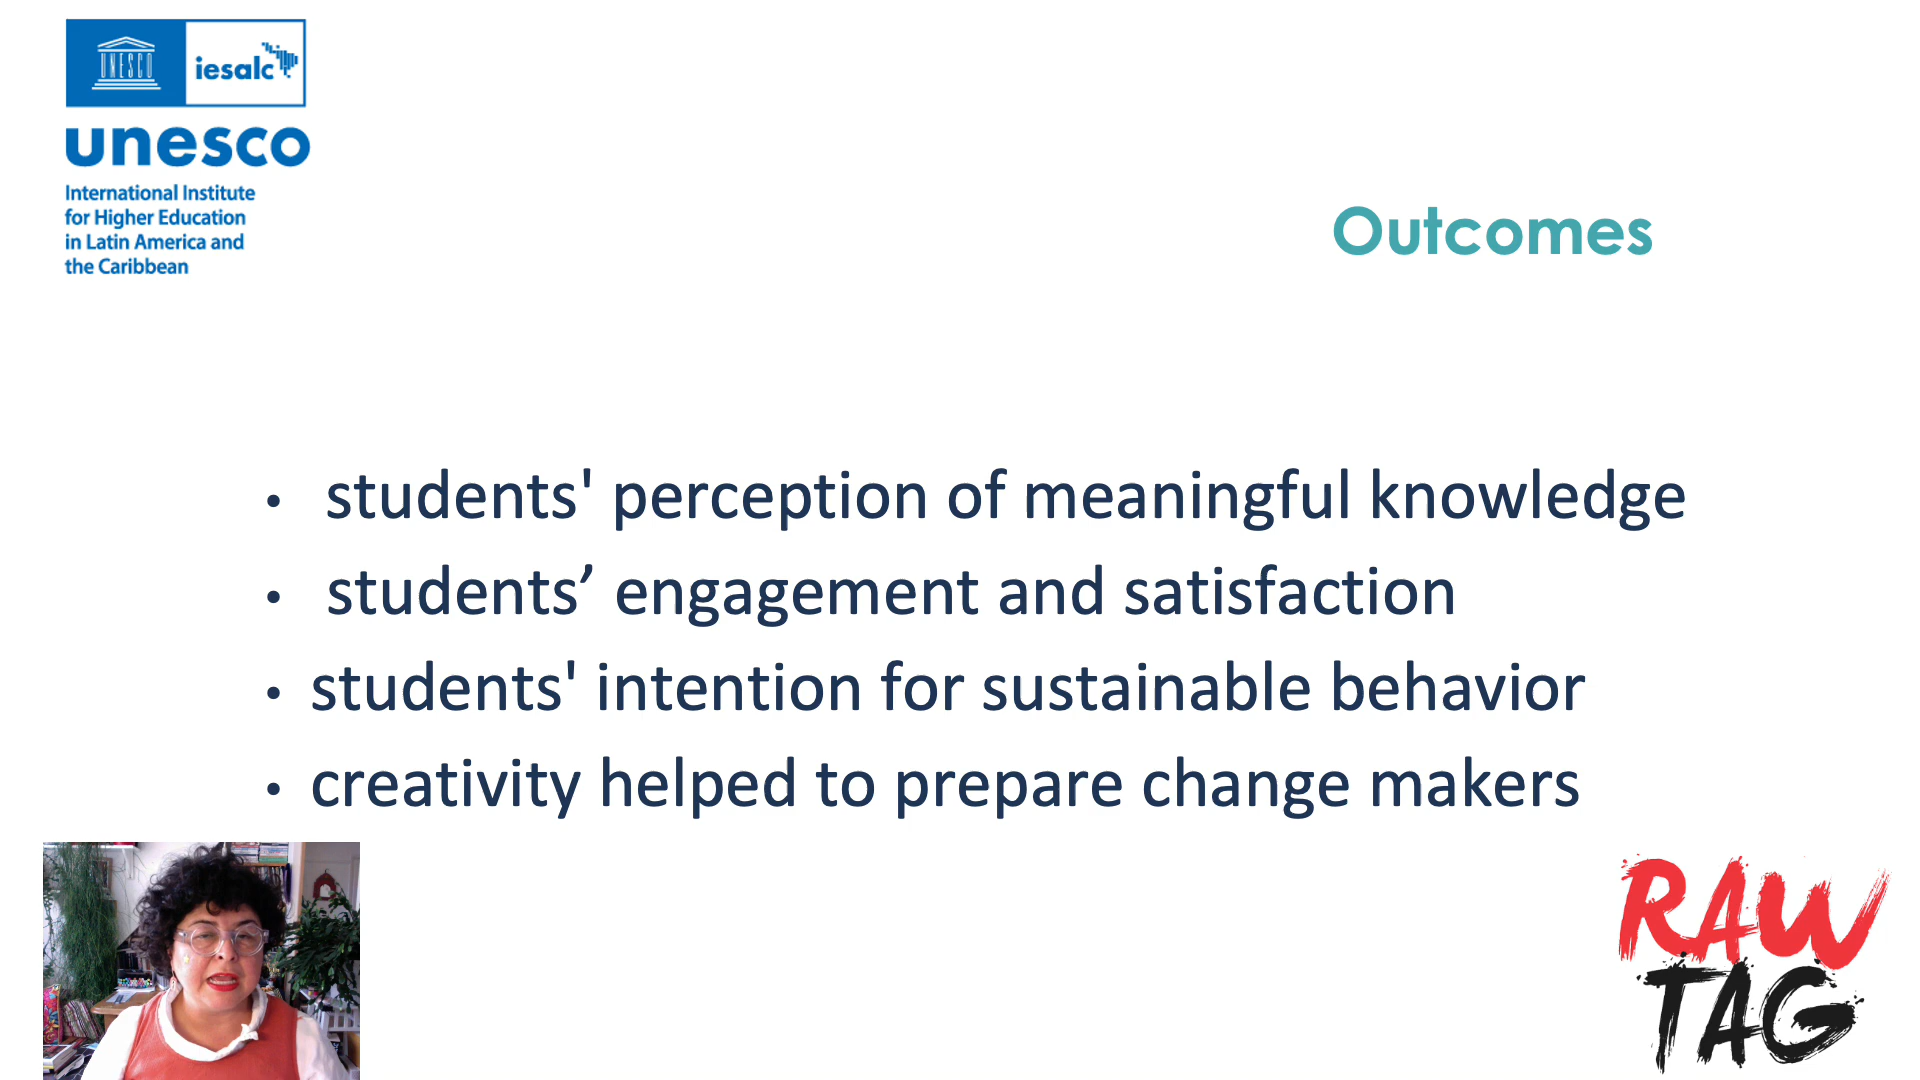 UNESCO
iesalc
unesco
International Institute
for Higher Education
in Latin America and
the Caribbean
Outcomes
• students' perception of meaningful knowledge
• students’ engagement and satisfaction
• students' intention for sustainable behavior
• creativity helped to prepare change makers
RAW
TAG